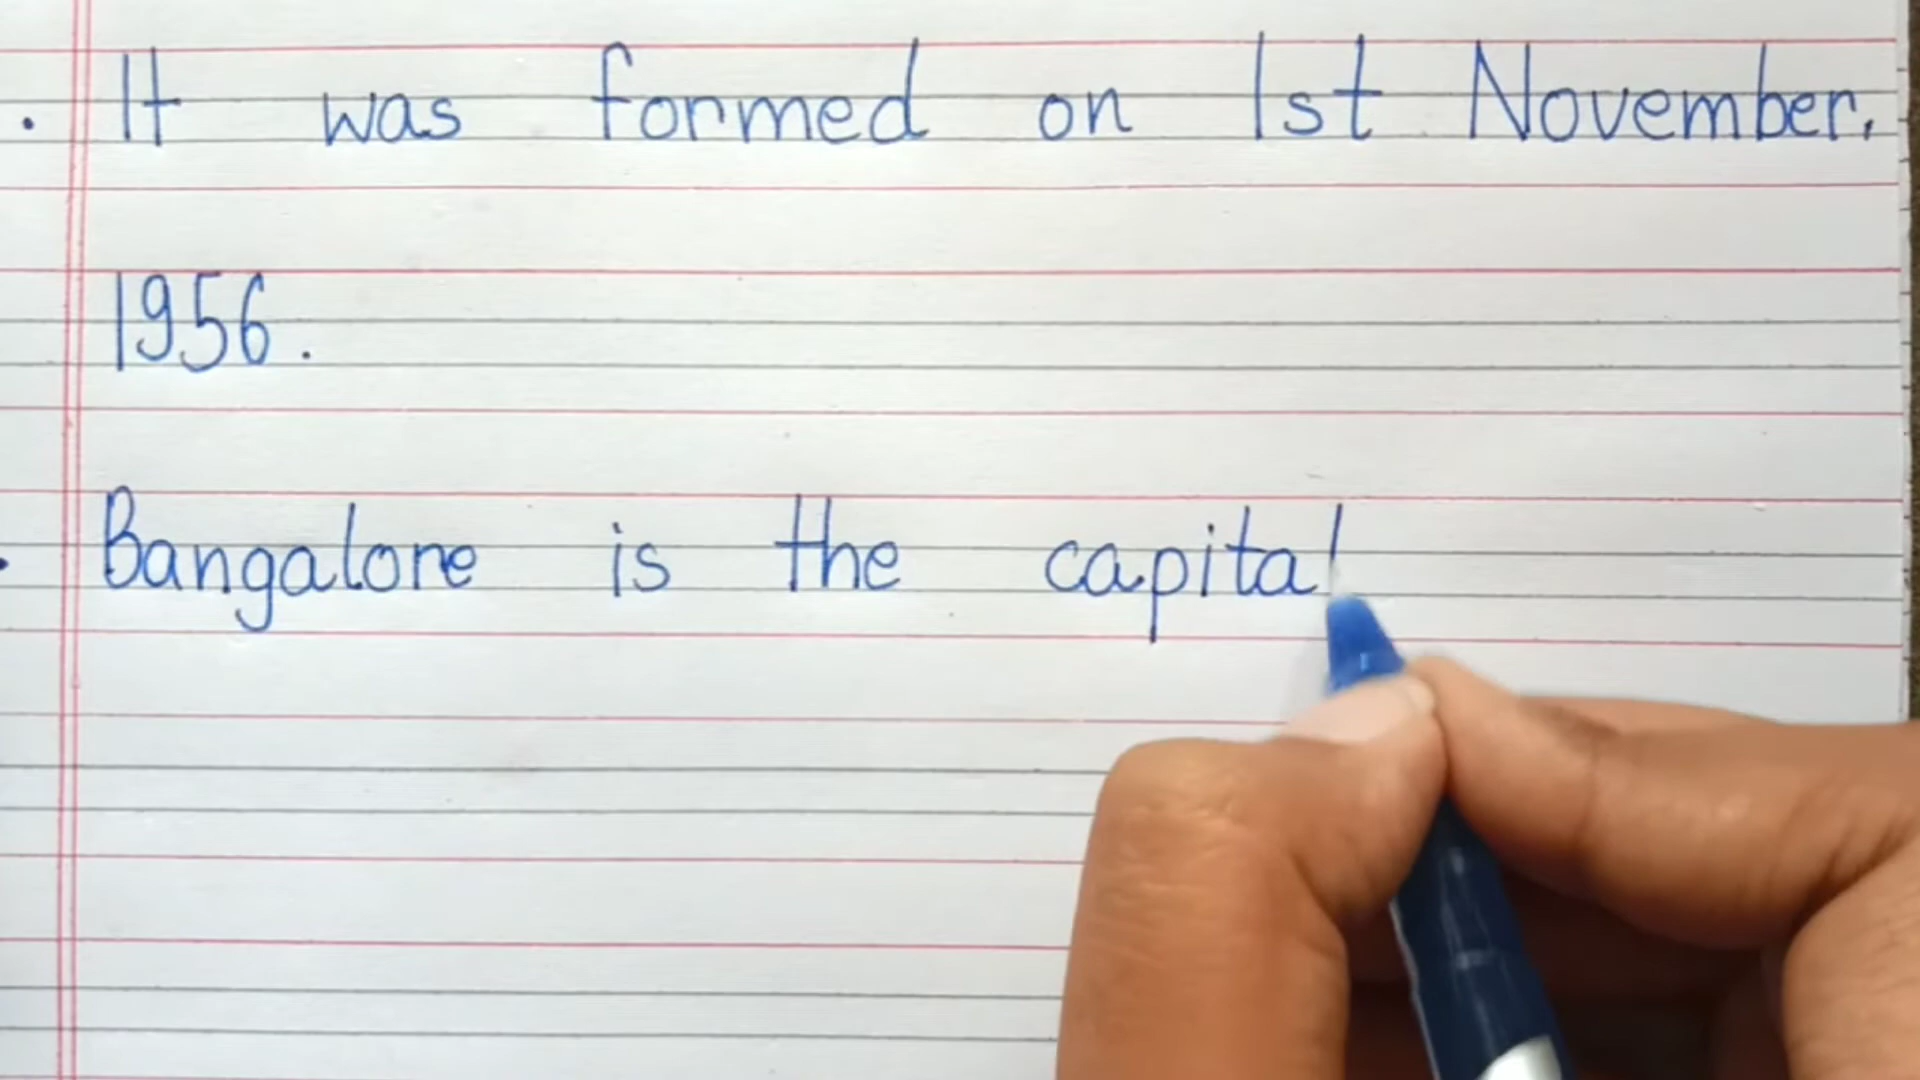 . It was formed on 1st November,
1956.
. Bangalore is the capital